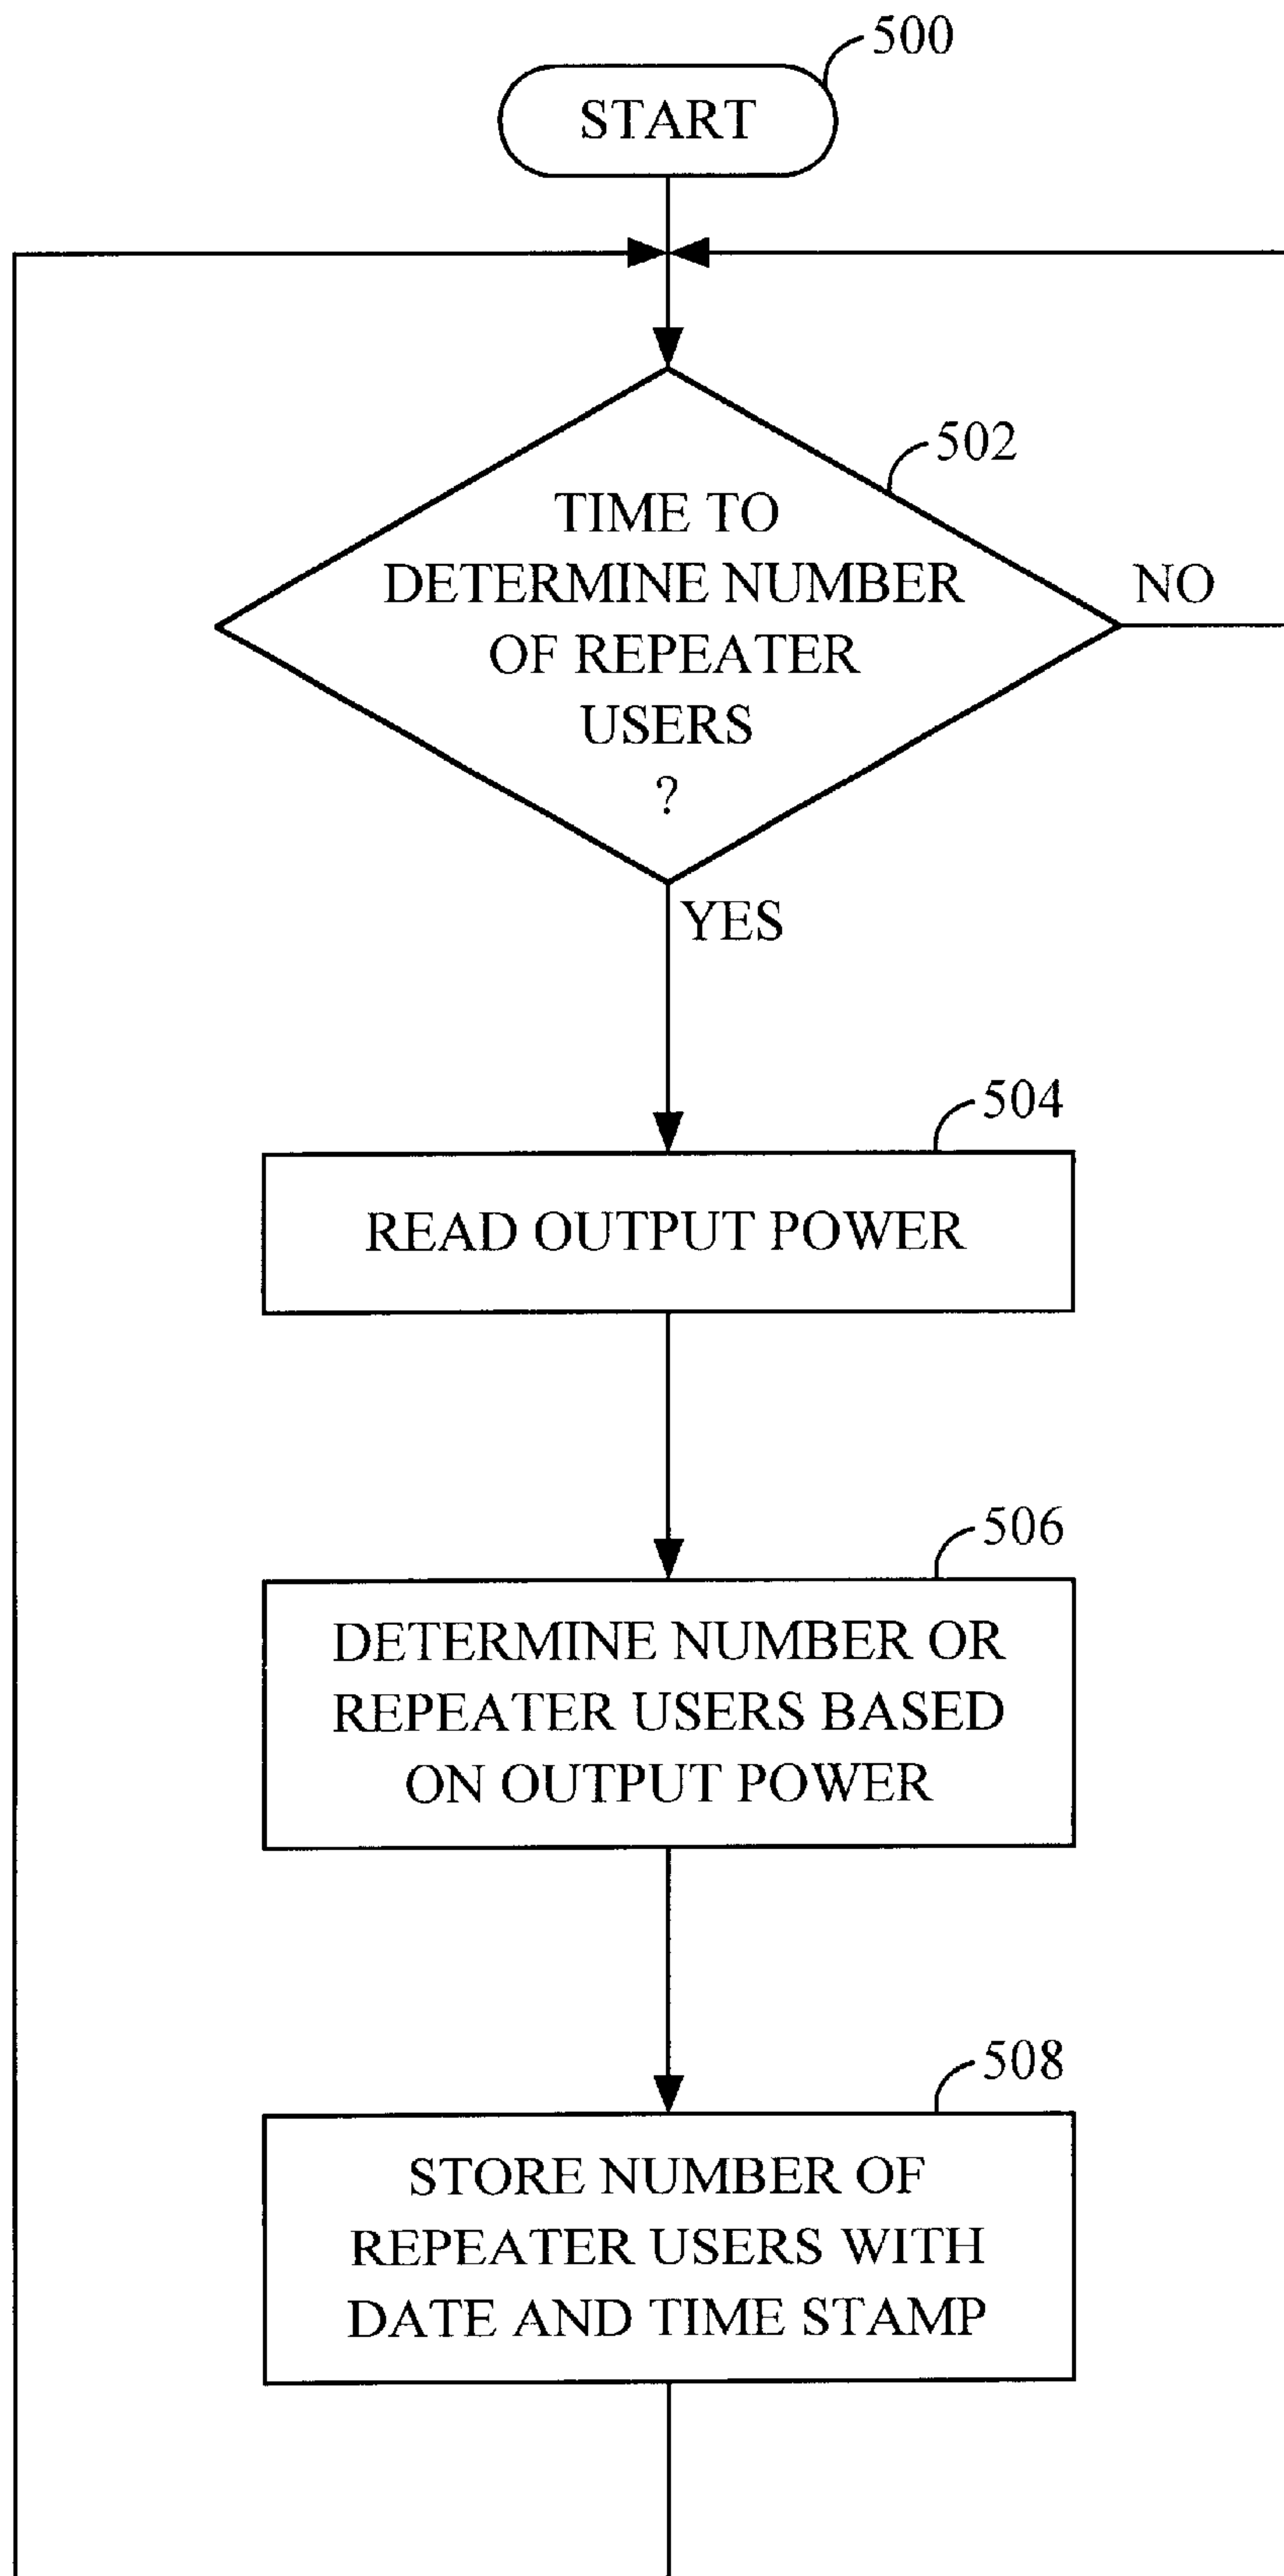 500
START
502
TIME TO
DETERMINE NUMBER
OF REPEATER
USERS
?
NO
YES
504
READ OUTPUT POWER
506
DETERMINE NUMBER OR
REPEATER USERS BASED
ON OUTPUT POWER
508
STORE NUMBER OF
REPEATER USERS WITH
DATE AND TIME STAMP